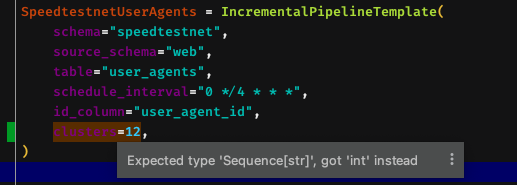 SpeedtestnetUserAgents = IncrementalPipelineTemplate(
schema="speedtestnet",
source_schema="web",
table="user_agents",
schedule_interval="0 */4 * * *",
id_column="user_agent_id",
clusters=12,
)
Expected type 'Sequence[str]', got 'int' instead